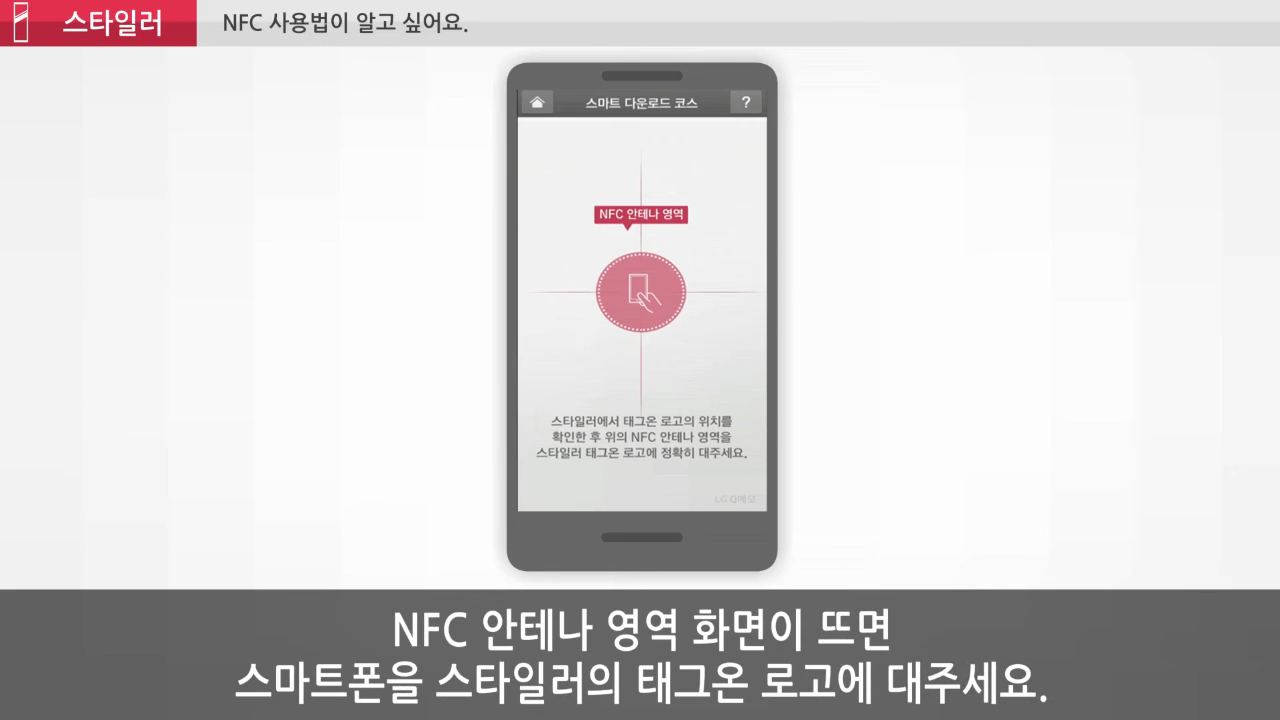 스타일러
NFC 사용법이 알고 싶어요.
스마트 다운로드 코스
?
NFC 안테나 영역
스타일러에서 태그온 로고의 위치를
확인한 후 위의 NFC 안테나 영역을
스타일러 태그온 로고에 정확히 대주세요.
LG Q메모
NFC 안테나 영역 화면이 뜨면
스마트폰을 스타일러의 태그온 로고에 대주세요.